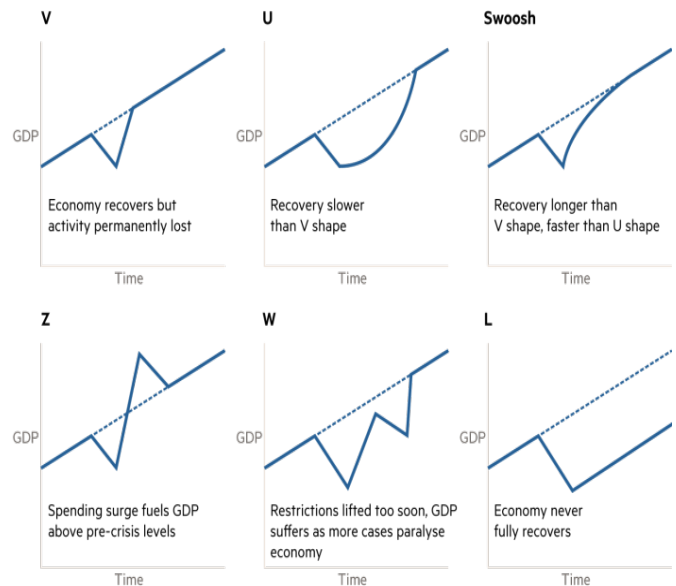 V
U
Swoosh
GDP
GDP
GDP
Economy recovers but
activity permanently lost
Recovery slower
than V shape
Recovery longer than
V shape, faster than U shape
Time
Time
Time
Z
W
L
GDP
GDP
GDP
Spending surge fuels GDP
above pre-crisis levels
Restrictions lifted too soon, GDP
suffers as more cases paralyse
economy
Economy never
fully recovers
Time
Time
Time